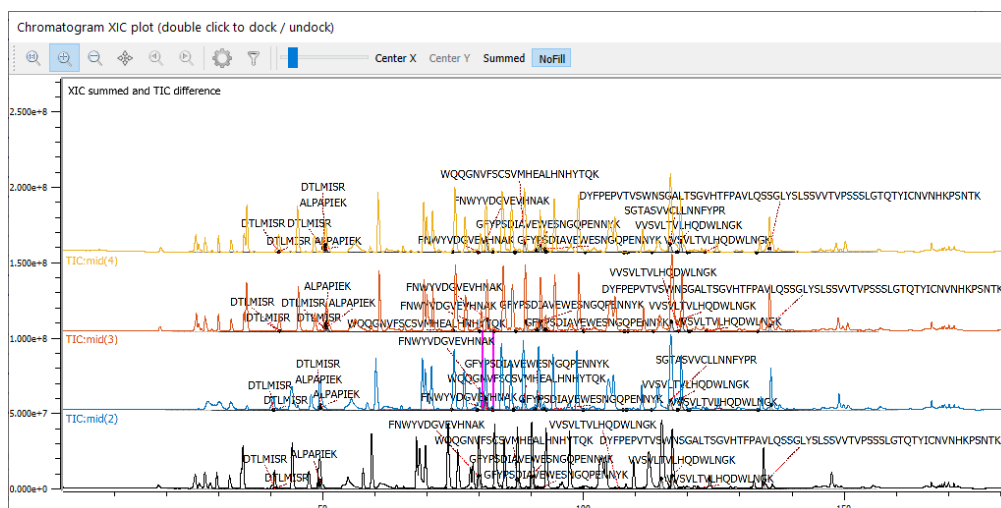 Chromatogram XIC plot (double click to dock / undock)
Center X Center Y Summed NoFill
XIC summed and TIC difference
2.500e+8
2.000e+8
WQQGNVFSCSVMHEALHNHYTQK
DTLMISR
ALPAPIEK
FNWYVDGVEVHNAK
DYFPEPVTVSWNSGALTSGVHTFPAVLQSSGLYSLSSVVTVPSSSLGTQTYICNVNHKPSNTK
SGTASVVCLLNNFYPR
DTLMISR DTLMISR
GFYPSDIAVEWESNGQPENNYK VVSVLTVLHQDWLNGK
DTLMISR ALPAPIEK
FNWYVDGVEVHNAK GFYPSDIAVEWESNGQPENNYK VVSVLTVLHQDWLNGK
1.500e+8
TIC:mid(4)
VVSVLTVLHQDWLNGK
ALPAPIEK FNWYVDGVEVHNAK
DYFPEPVTVSWNSGALTSGVHTFPAVLQSSGLYSLSSVVTVPSSSLGTQTYICNVNHKPSNTK
DTLMISR DTLMISR ALPAPIEK FNWYVDGVEVHNAK GFYPSDIAVEWESNGQPENNYK VVSVLTVLHQDWLNGK
DTLMISR DTLMISR
WQQGNVFSCSVMHEALHNHYTQK GFYPSDIAVEWESNGQPENNYK VVSVLTVLHQDWLNGK
1.000e+8
TIC:mid(3)
FNWYVDGVEVHNAK
DTLMISR GFYPSDIAVEWESNGQPENNYK SGTASVVCLLNNFYPR
DTLMISR ALPAPIEK WQQGNVFSCSVMHEALHNHYTQK
VVSVLTVLHQDWLNGK
DTLMISR ALPAPIEK FNWYVDGVEVHNAK GFYPSDIAVEWESNGQPENNYK VVSVLTVLHQDWLNGK
5.000e+7
TIC:mid(2)
FNWYVDGVEVHNAK VVSVLTVLHQDWLNGK
WQQGNVFSCSVMHEALHNHYTQK DYFPEPVTVSWNSGALTSGVHTFPAVLQSSGLYSLSSVVTVPSSSLGTQTYICNVNHKPSNTK
ALPAPIEK
DTLMISR GFYPSDIAVEWESNGQPENNYK VVSVLTVLHQDWLNGK
DTLMISR GFYPSDIAVEWESNGQPENNYK VVSVLTVLHQDWLNGK
0.000e+0
50 100 150